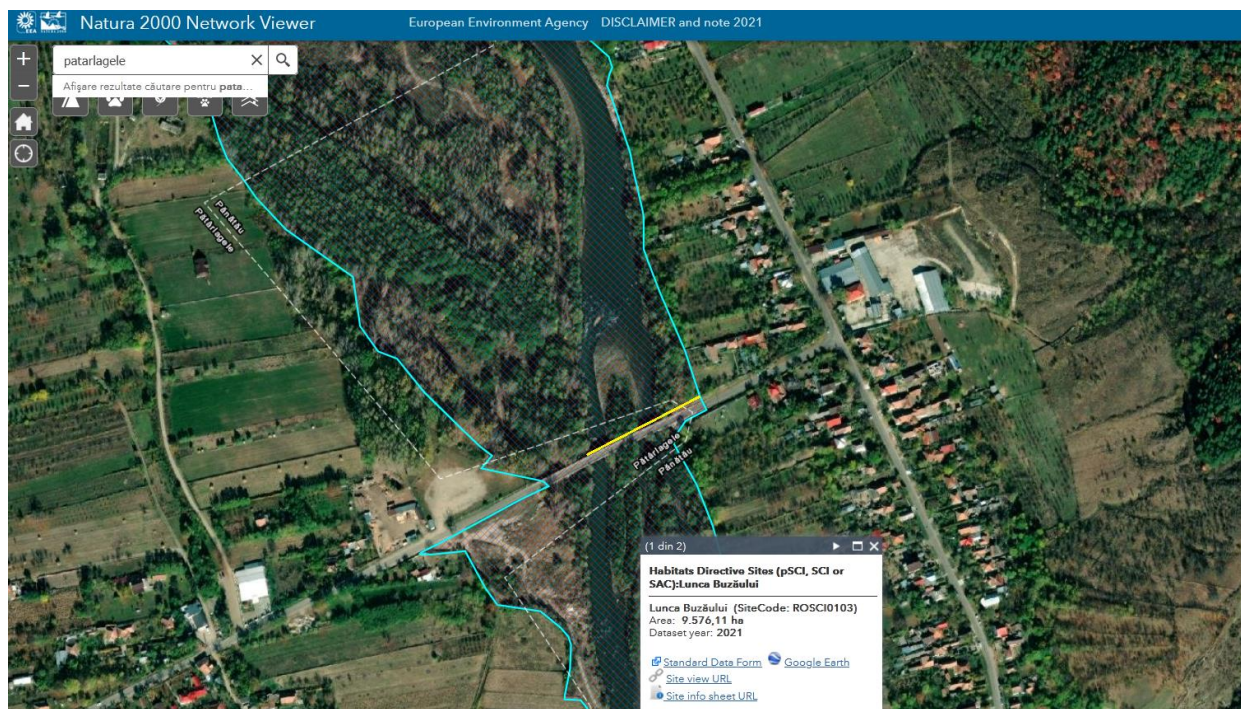 EEA
Natura 2000 Network Viewer
European Environment Agency DISCLAIMER and note 2021
patarlagele
Afișare rezultate căutare pentru pata...
Pănătău
Pătârlagele
Pătârlagele
Pănătău
(1 din 2)
Habitats Directive Sites (pSCI, SCI or
SAC):Lunca Buzăului
Lunca Buzăului (SiteCode: ROSCI0103)
Area: 9.576,11 ha
Dataset year: 2021
Standard Data Form Google Earth
Site view URL
Site info sheet URL